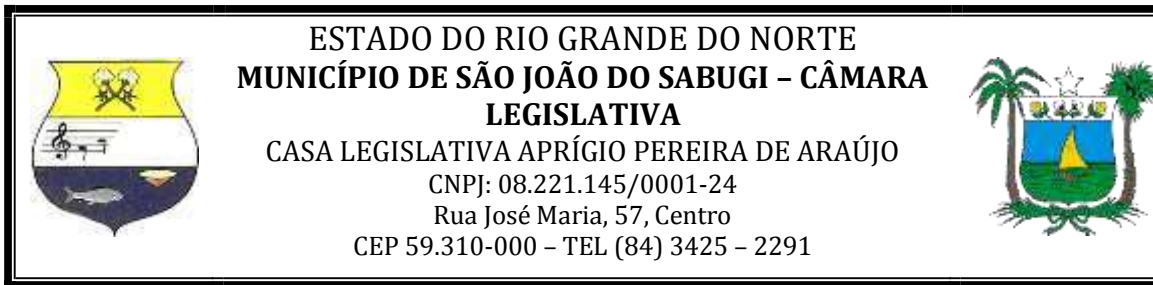 ESTADO DO RIO GRANDE DO NORTE
MUNICÍPIO DE SÃO JOÃO DO SABUGI – CÂMARA
LEGISLATIVA
CASA LEGISLATIVA APRÍGIO PEREIRA DE ARAÚJO
CNPJ: 08.221.145/0001-24
Rua José Maria, 57, Centro
CEP 59.310-000 – TEL (84) 3425 – 2291